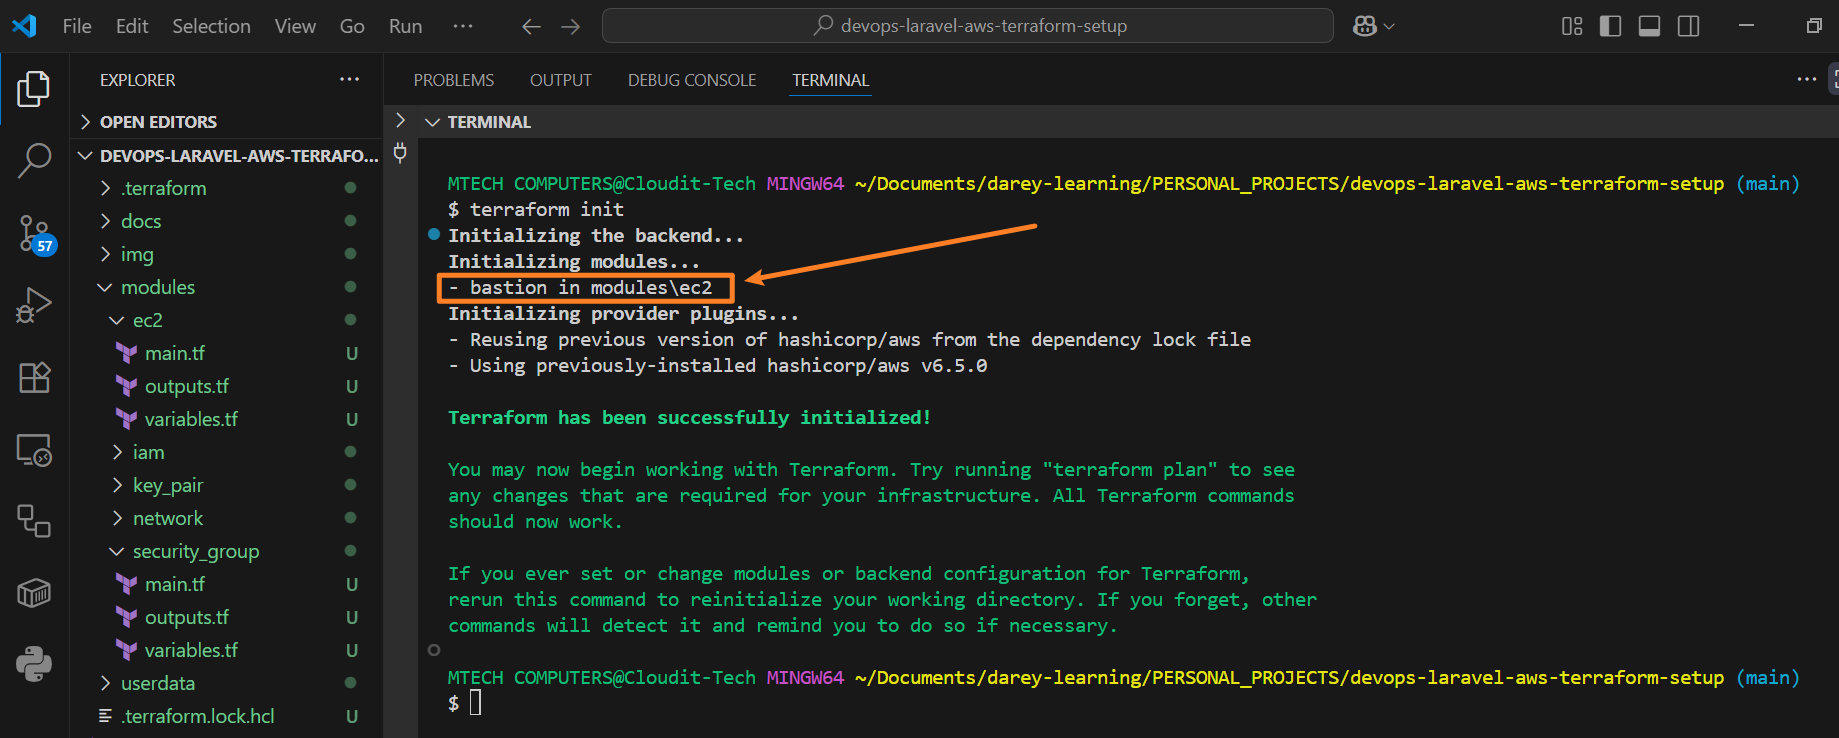 File Edit Selection View Go Run ···
devops-laravel-aws-terraform-setup
EXPLORER ···
OPEN EDITORS
DEVOPS-LARAVEL-AWS-TERRAFO...
.terraform
docs
img
modules
ec2
main.tf U
outputs.tf U
variables.tf U
iam
key_pair
network
security_group
main.tf U
outputs.tf U
variables.tf U
userdata
.terraform.lock.hcl U
57
PROBLEMS OUTPUT DEBUG CONSOLE TERMINAL ···
TERMINAL
MTECH COMPUTERS@Cloudit-Tech MINGW64 ~/Documents/darey-learning/PERSONAL_PROJECTS/devops-laravel-aws-terraform-setup (main)
$ terraform init
Initializing the backend...
Initializing modules...
- bastion in modules\ec2
Initializing provider plugins...
- Reusing previous version of hashicorp/aws from the dependency lock file
- Using previously-installed hashicorp/aws v6.5.0
Terraform has been successfully initialized!
You may now begin working with Terraform. Try running "terraform plan" to see
any changes that are required for your infrastructure. All Terraform commands
should now work.
If you ever set or change modules or backend configuration for Terraform,
rerun this command to reinitialize your working directory. If you forget, other
commands will detect it and remind you to do so if necessary.
MTECH COMPUTERS@Cloudit-Tech MINGW64 ~/Documents/darey-learning/PERSONAL_PROJECTS/devops-laravel-aws-terraform-setup (main)
$